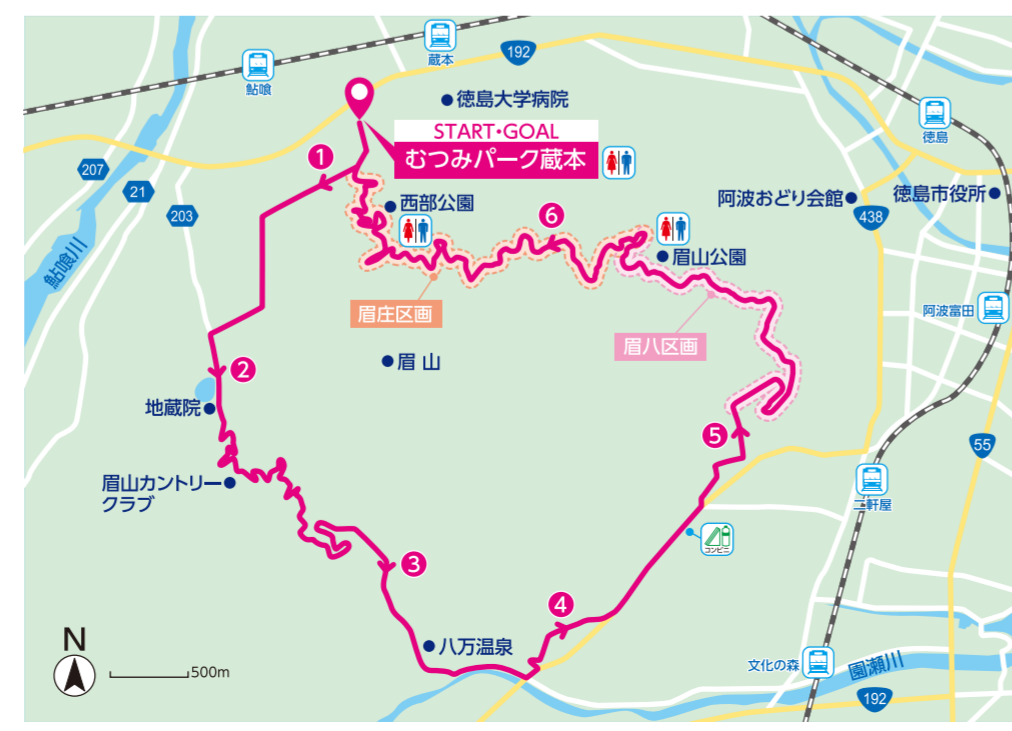 192
蔵本
鮎喰
徳島大学病院
START・GOAL
むつみパーク蔵本
徳島
1
207
21
203
西部公園
6
阿波おどり会館
徳島市役所
438
眉山公園
鮎喰川
眉庄区画
阿波富田
眉八区画
眉山
2
地蔵院
5
55
眉山カントリー
クラブ
二軒屋
コンビニ
3
4
八万温泉
N
500m
文化の森
園瀬川
192